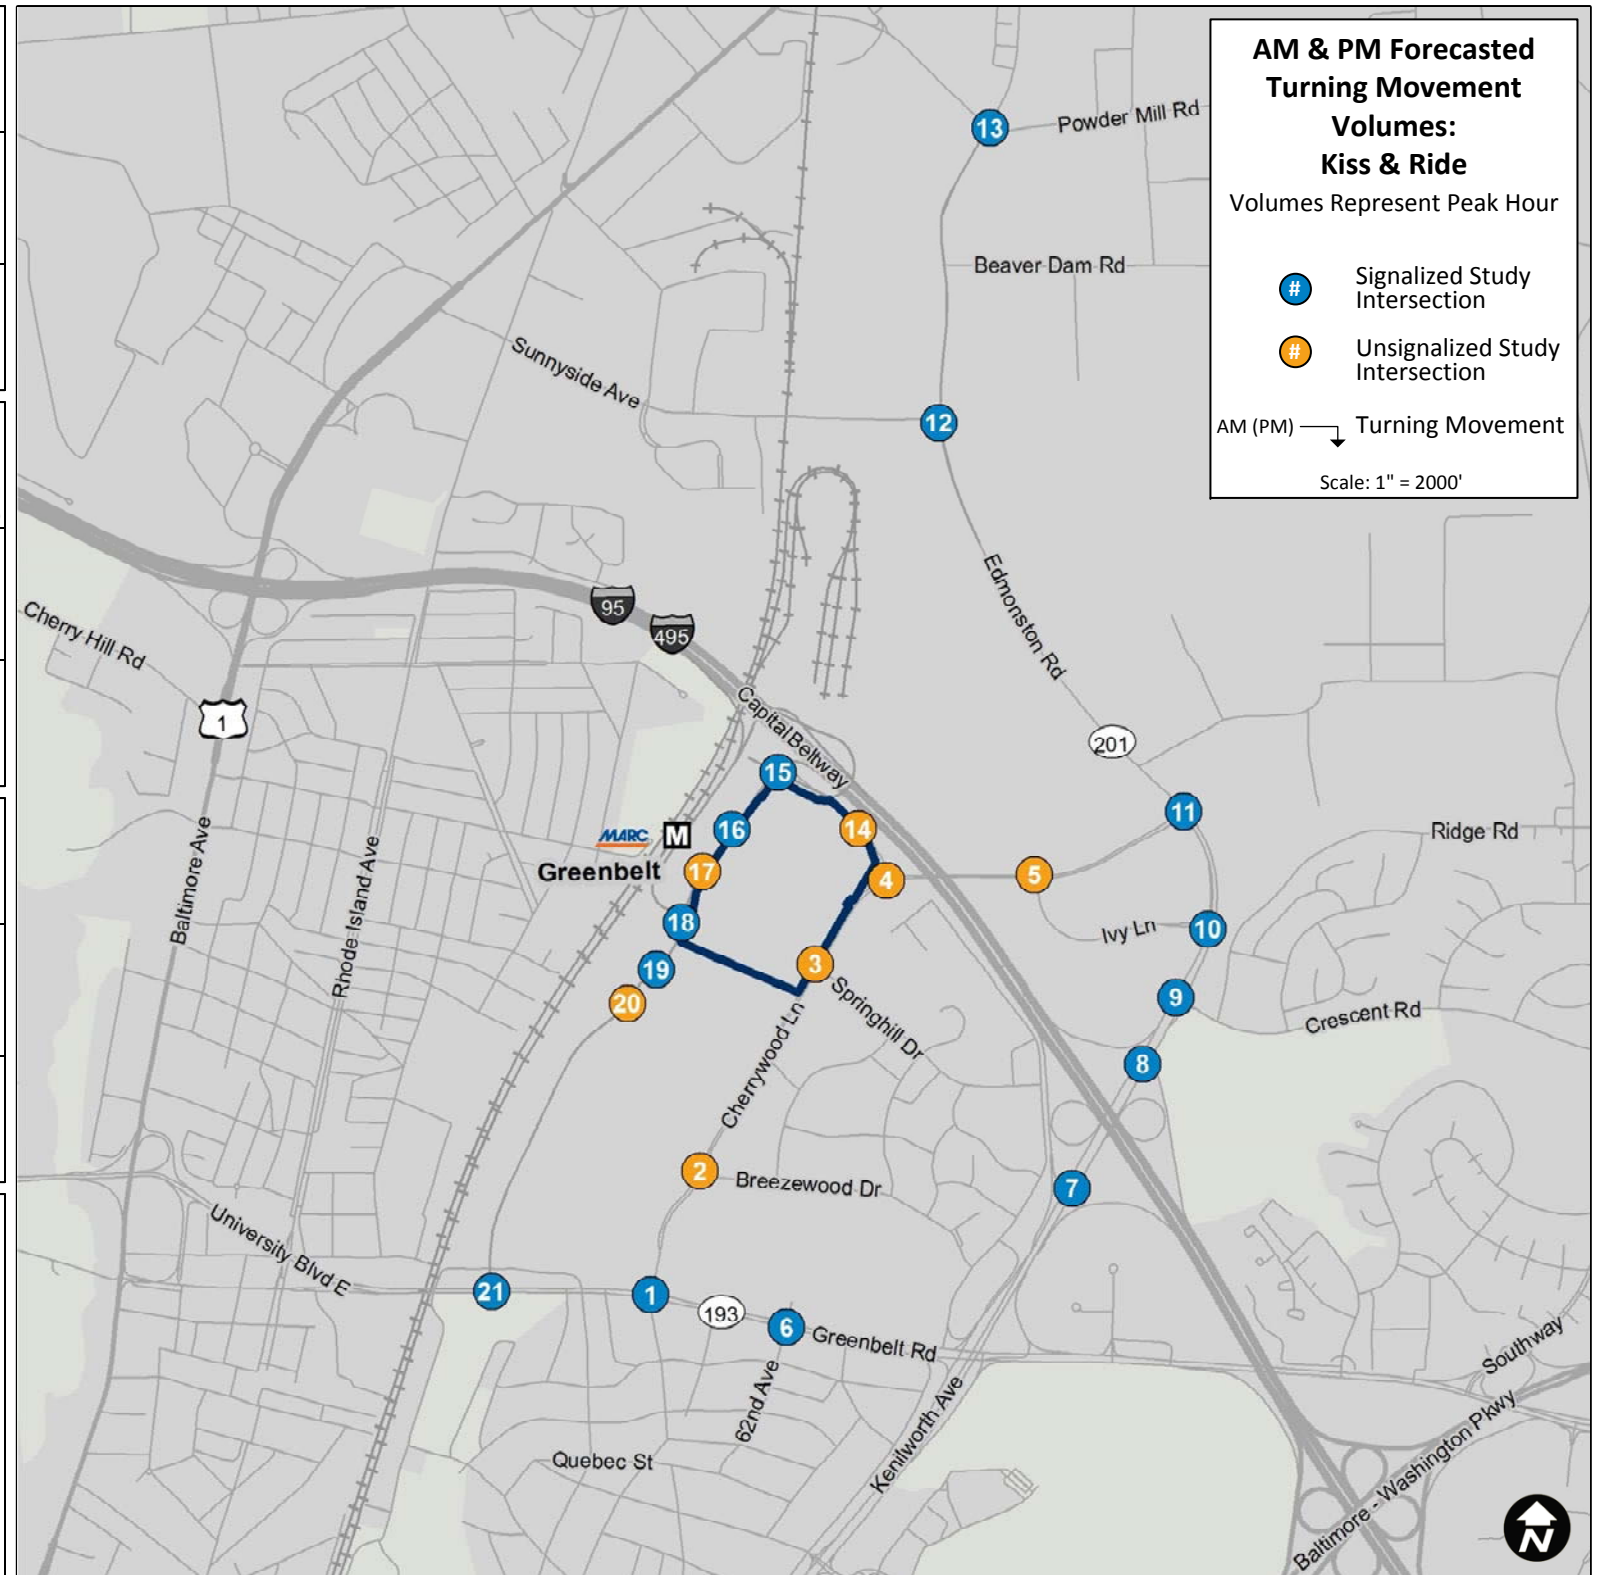 AM & PM Forecasted
Turning Movement
Volumes:
Kiss & Ride
Volumes Represent Peak Hour
# Signalized Study
Intersection
# Unsignalized Study
Intersection
AM (PM) Turning Movement
Scale: 1" = 2000'
13
Powder Mill Rd
Beaver Dam Rd
Sunnyside Ave
12
Edmonston Rd
95
495
Cherry Hill Rd
1
Capital Beltway
201
15
11
16
14
Ridge Rd
MARC
M
Greenbelt
17
4
5
Baltimore Ave
Rhode Island Ave
18
Ivy Ln
10
19
3
20
Springhill Dr
9
Crescent Rd
Cherrywood Ln
8
2
Breezewood Dr
7
University Blvd E
21
1
193
6
Greenbelt Rd
62nd Ave
Kenilworth Ave
Southway
Quebec St
Baltimore - Washington Pkwy
N